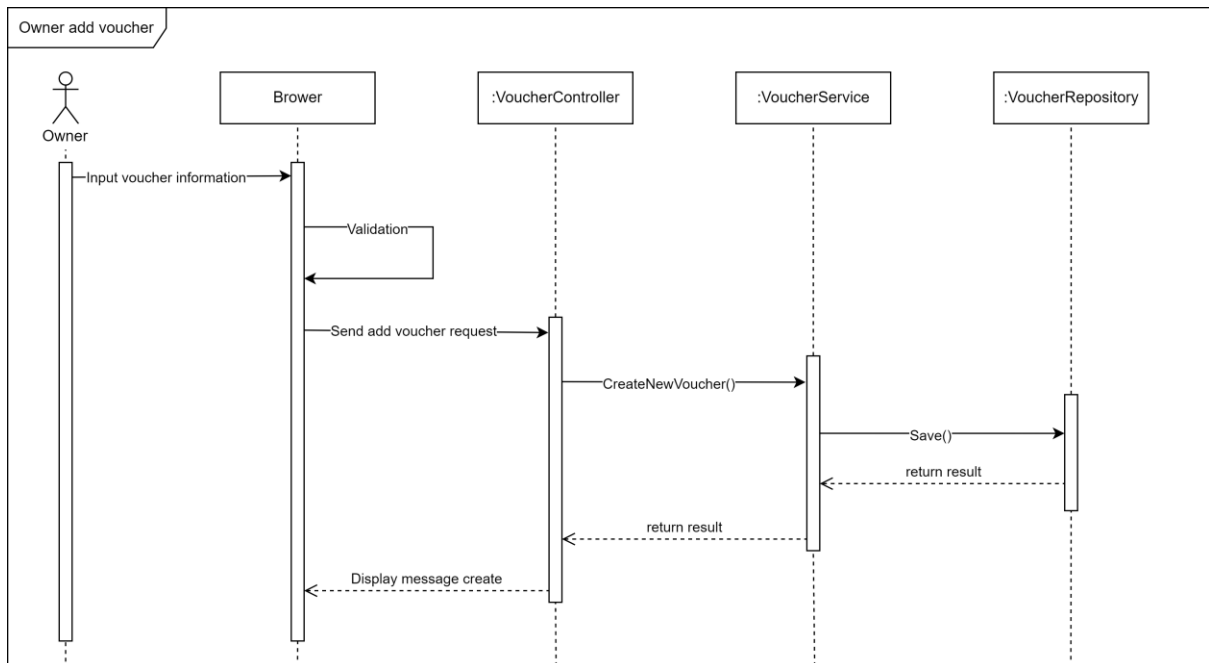 Owner add voucher
Brower
:VoucherController
:VoucherService
:VoucherRepository
Owner
Input voucher information
Validation
Send add voucher request
CreateNewVoucher()
Save()
return result
return result
Display message create